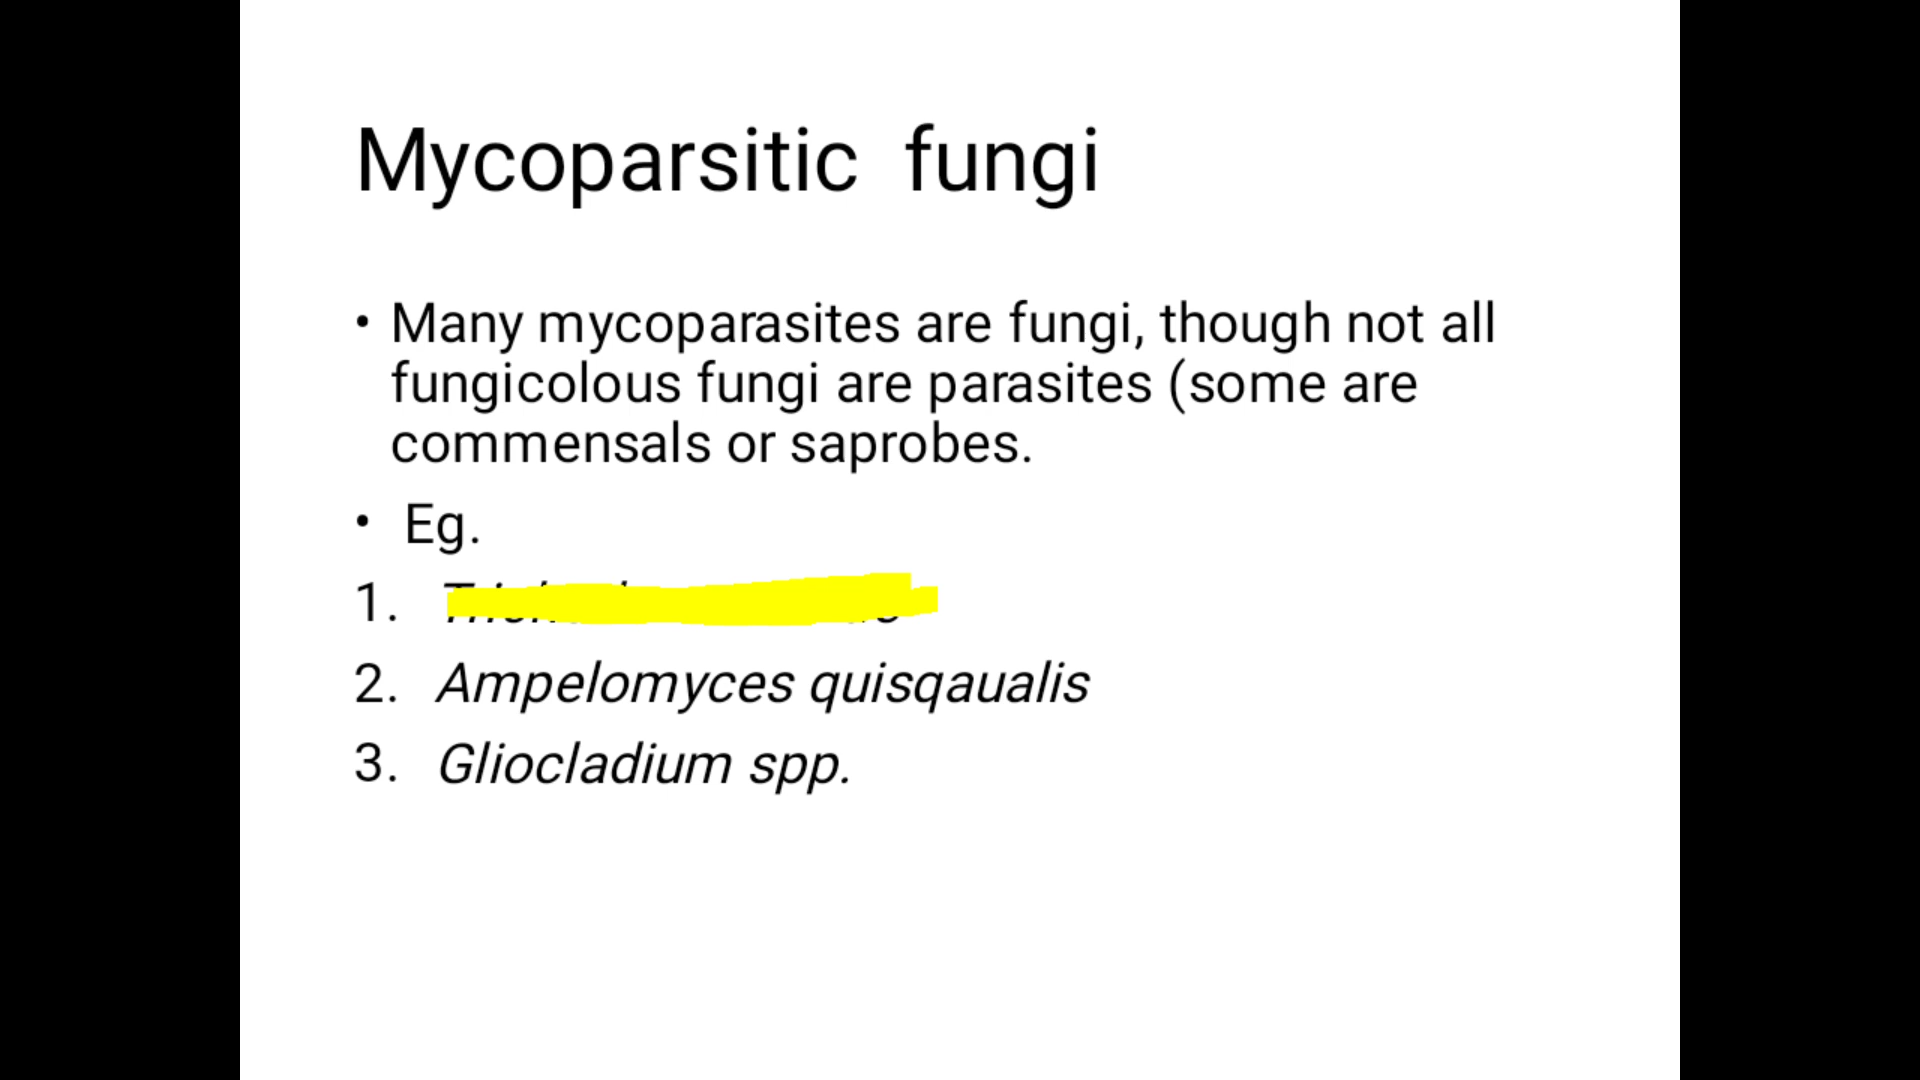 Mycoparsitic fungi
• Many mycoparasites are fungi, though not all
fungicolous fungi are parasites (some are
commensals or saprobes.
• Eg.
1.
2. Ampelomyces quisqaualis
3. Gliocladium spp.